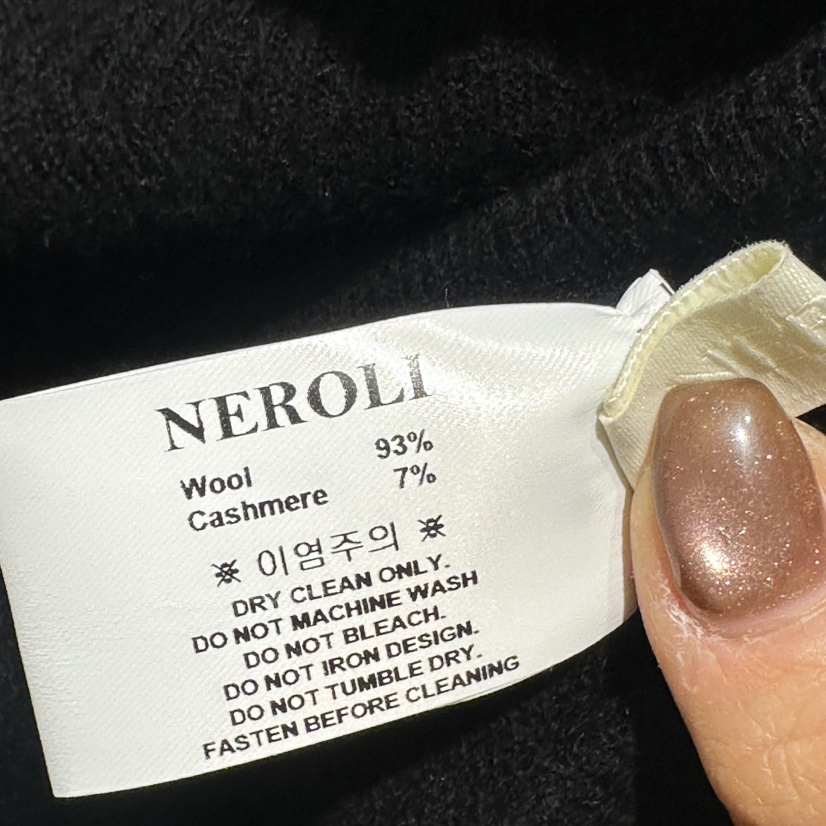 NEROLI
Wool 93%
Cashmere 7%
※ 이염주의 ※
DRY CLEAN ONLY.
DO NOT MACHINE WASH
DO NOT BLEACH.
DO NOT IRON DESIGN.
DO NOT TUMBLE DRY.
FASTEN BEFORE CLEANING